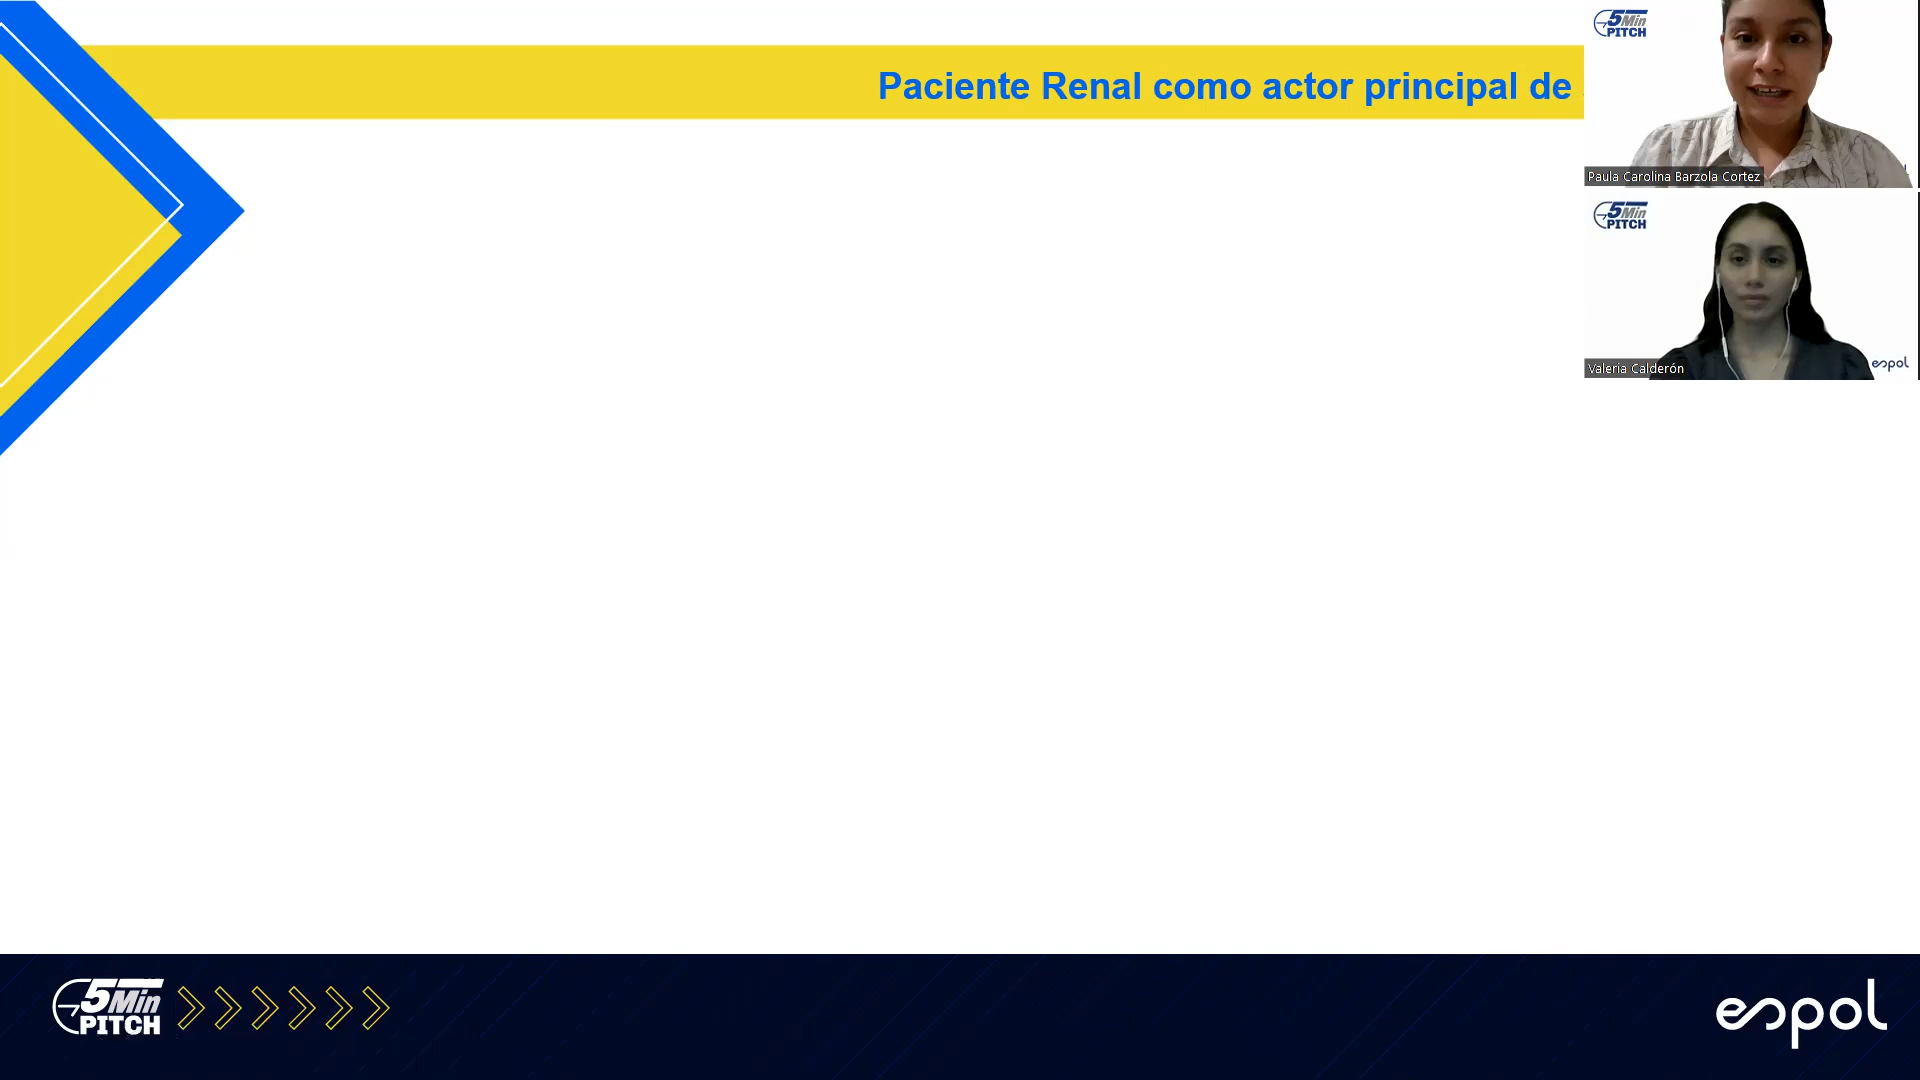 Paciente Renal como actor principal de
5Min
PITCH
Paula Carolina Barzola Cortez
5Min
PITCH
Valeria Calderón
espol
5Min
PITCH
espol